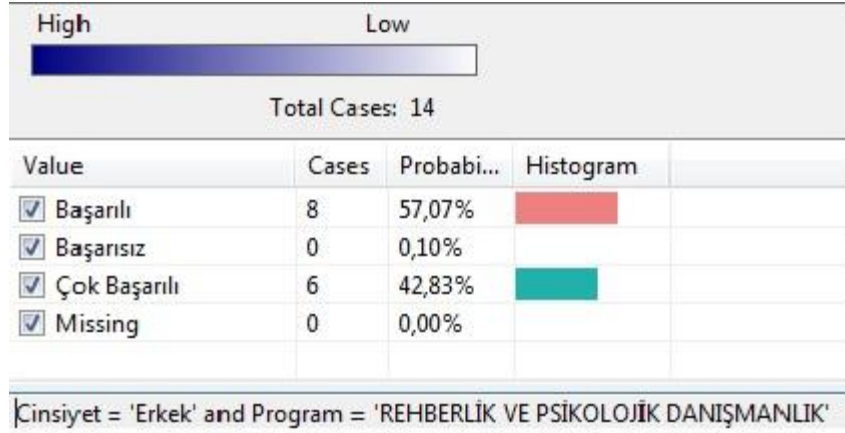 High Low
Total Cases: 14
Value Cases Probabi... Histogram
Başarılı 8 57,07%
Başarısız 0 0,10%
Çok Başarılı 6 42,83%
Missing 0 0,00%
Cinsiyet = 'Erkek' and Program = 'REHBERLİK VE PSİKOLOJİK DANIŞMANLIK'